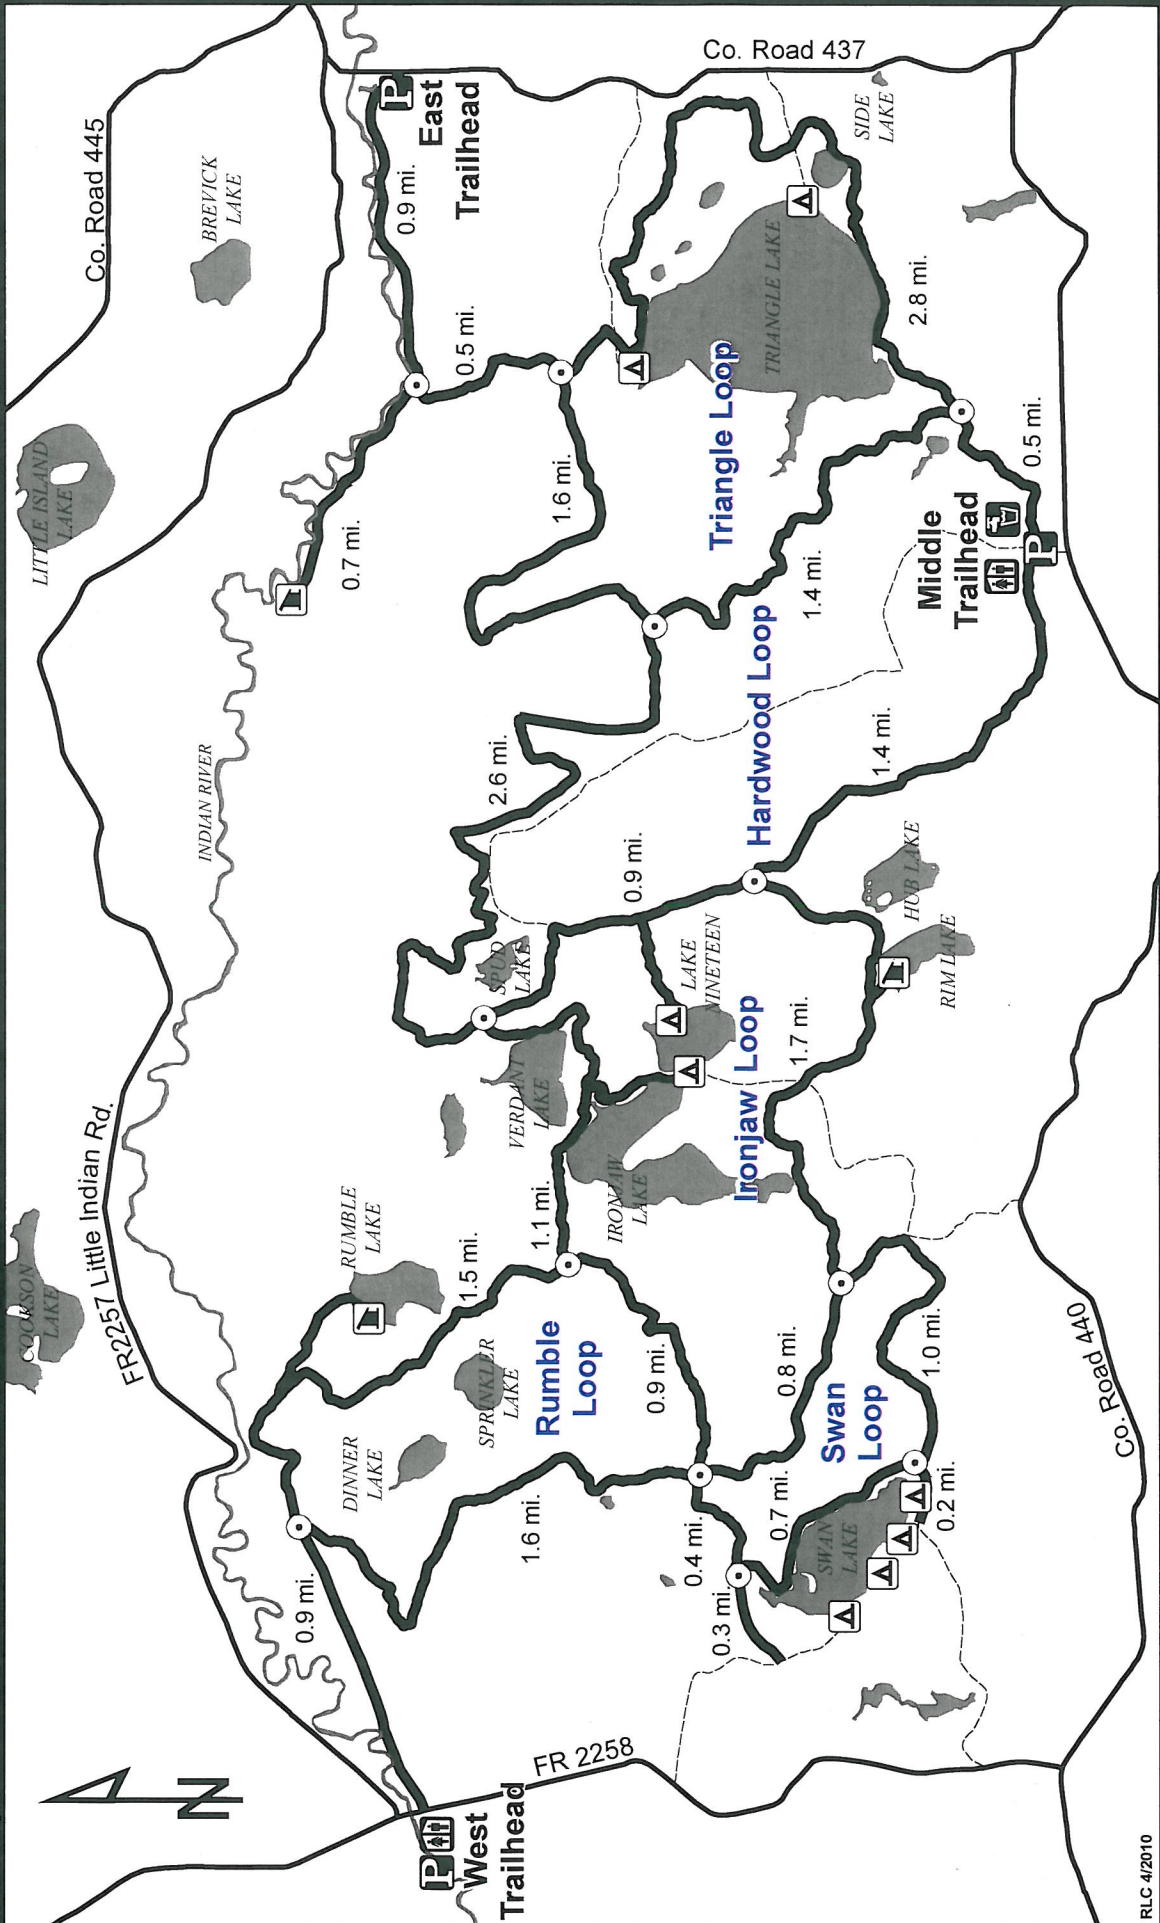 Co. Road 445
Co. Road 437
BREVICK
LAKE
LITTLE ISLAND
LAKE
East
Trailhead
P
0.9 mi.
0.5 mi.
0.7 mi.
SIDE
LAKE
TRIANGLE LAKE
2.8 mi.
Triangle Loop
1.6 mi.
0.5 mi.
Middle
Trailhead
P
1.4 mi.
INDIAN RIVER
Hardwood Loop
2.6 mi.
1.4 mi.
0.9 mi.
HUB LAKE
RIM LAKE
SPUD
LAKE
LAKE
NINETEEN
Ironjaw Loop
1.7 mi.
VERDANT
LAKE
IRONJAW
LAKE
1.1 mi.
FR2257 Little Indian Rd.
COOKSON
LAKE
RUMBLE
LAKE
1.5 mi.
SPRINKLER
LAKE
Rumble
Loop
0.9 mi.
0.8 mi.
1.0 mi.
Swan
Loop
DINNER
LAKE
1.6 mi.
0.7 mi.
0.2 mi.
SWAN
LAKE
0.4 mi.
0.3 mi.
0.9 mi.
Co. Road 440
FR 2258
N
P
West
Trailhead
RLC 4/2010